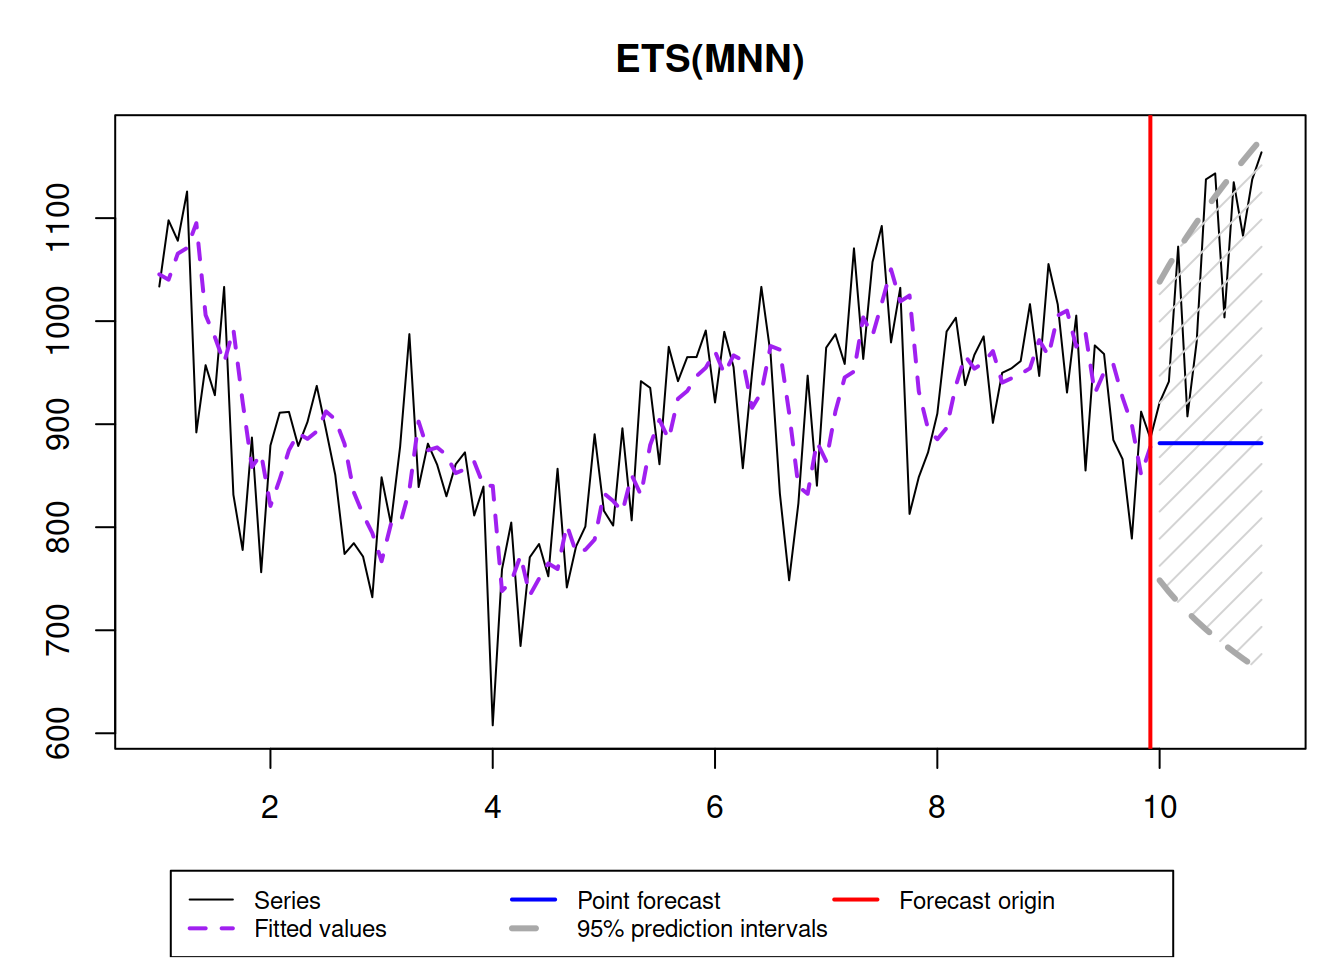 ETS(MNN)
1100
1000
900
800
700
600
2 4 6 8 10
Series Point forecast Forecast origin
Fitted values 95% prediction intervals